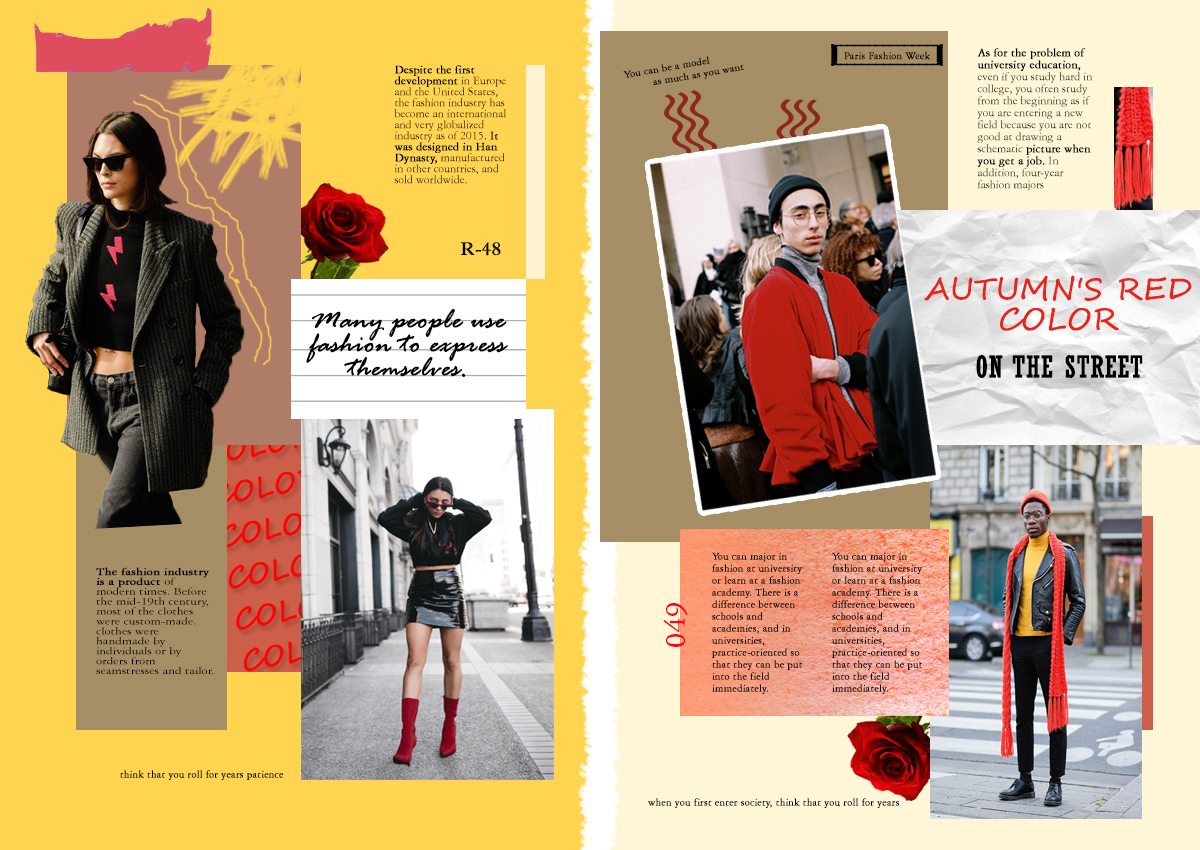 Despite the first
development in Europe
and the United States,
the fashion industry has
become an international
and very globalized
industry as of 2015. It
was designed in Han
Dynasty, manufactured
in other countries, and
sold worldwide.
R-48
Many people use
fashion to express
themselves.
COLO
COLO
COLO
COLO
COLO
COL
The fashion industry
is a product of
modern times. Before
the mid-19th century,
most of the clothes
were custom-made.
clothes were
handmade by
individuals or by
orders from
seamstresses and tailor.
think that you roll for years patience
You can be a model
as much as you want
Paris Fashion Week
As for the problem of
university education,
even if you study hard in
college, you often study
from the beginning as if
you are entering a new
field because you are not
good at drawing a
schematic picture when
you get a job. In
addition, four-year
fashion majors
AUTUMN'S RED
COLOR
ON THE STREET
049
You can major in
fashion at university
or learn at a fashion
academy. There is a
difference between
schools and
academies, and in
universities,
practice-oriented so
that they can be put
into the field
immediately.
You can major in
fashion at university
or learn at a fashion
academy. There is a
difference between
schools and
academies, and in
universities,
practice-oriented so
that they can be put
into the field
immediately.
when you first enter society, think that you roll for years